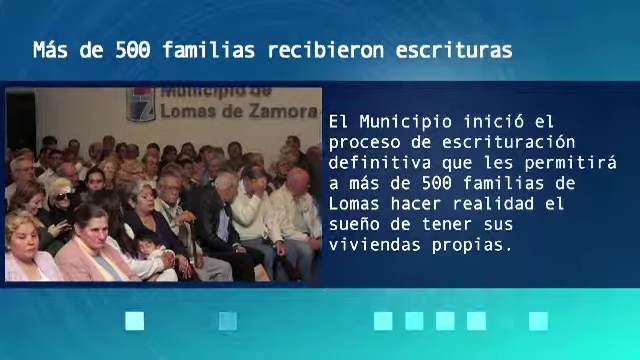 Más de 500 familias recibieron escrituras
Municipio de
Lomas de Zamora
El Municipio inició el
proceso de escrituración
definitiva que les permitirá
a más de 500 familias de
Lomas hacer realidad el
sueño de tener sus
viviendas propias.